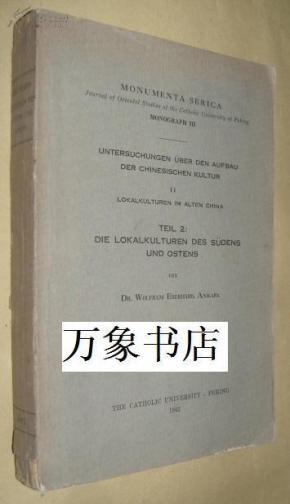 MONUMENTA SERICA
Journal of Oriental Studies of the Catholic University of Peking
MONOGRAPH III
UNTERSUCHUNGEN ÜBER DEN AUFBAU
DER CHINESISCHEN KULTUR
II
LOKALKULTUREN IM ALTEN CHINA
TEIL 2:
DIE LOKALKULTUREN DES SÜDENS
UND OSTENS
VON
DR. WOLFRAM EBERHARD, ANKARA
万象书店
THE CATHOLIC UNIVERSITY - PEKING
1942